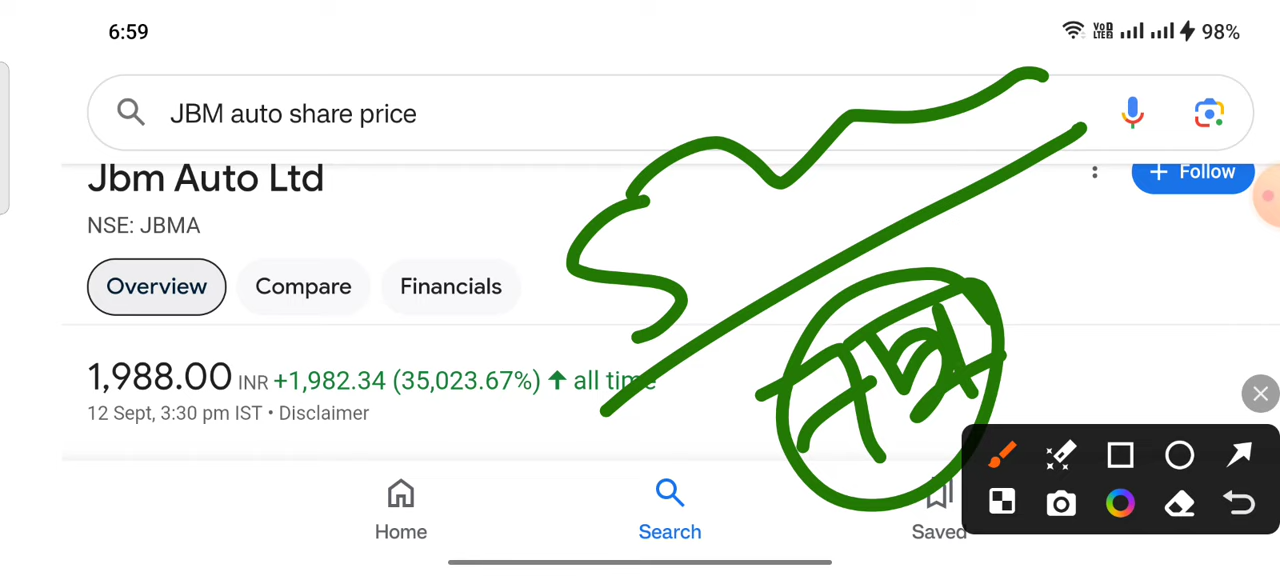 6:59 VoD LTE2 98%
JBM auto share price
Jbm Auto Ltd
+ Follow
NSE: JBMA
Overview Compare Financials
1,988.00 INR +1,982.34 (35,023.67%) ↑ all time
12 Sept, 3:30 pm IST • Disclaimer
Home Search Saved